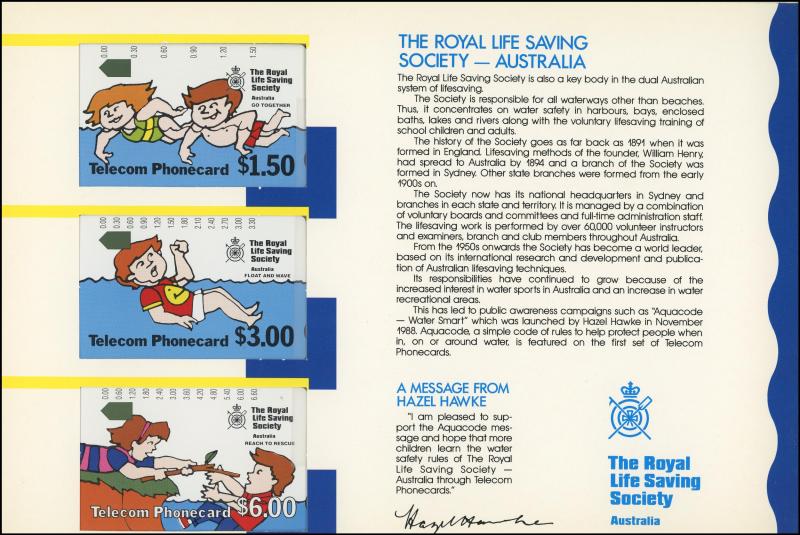 0.00 0.30 0.60 0.90 1.20 1.50
The Royal
Life Saving
Society
Australia
GO TOGETHER
Telecom Phonecard $1.50
0.00 0.30 0.60 0.90 1.20 1.50 1.80 2.10 2.40 2.70 3.00 3.30
The Royal
Life Saving
Society
Australia
FLOAT AND WAVE
Telecom Phonecard $3.00
0.00 0.60 1.20 1.80 2.40 3.00 3.60 4.20 4.80 5.40 6.00 6.60
The Royal
Life Saving
Society
Australia
REACH TO RESCUE
Telecom Phonecard $6.00
THE ROYAL LIFE SAVING
SOCIETY — AUSTRALIA
The Royal Life Saving Society is also a key body in the dual Australian
system of lifesaving.
The Society is responsible for all waterways other than beaches.
Thus, it concentrates on water safety in harbours, bays, enclosed
baths, lakes and rivers along with the voluntary lifesaving training of
school children and adults.
The history of the Society goes as far back as 1891 when it was
formed in England. Lifesaving methods of the founder, William Henry,
had spread to Australia by 1894 and a branch of the Society was
formed in Sydney. Other state branches were formed from the early
1900s on.
The Society now has its national headquarters in Sydney and
branches in each state and territory. It is managed by a combination
of voluntary boards and committees and full-time administration staff.
The lifesaving work is performed by over 60,000 volunteer instructors
and examiners, branch and club members throughout Australia.
From the 1950s onwards the Society has become a world leader,
based on its international research and development and publica-
tion of Australian lifesaving techniques.
Its responsibilities have continued to grow because of the
increased interest in water sports in Australia and an increase in water
recreational areas.
This has led to public awareness campaigns such as "Aquacode
— Water Smart" which was launched by Hazel Hawke in November
1988. Aquacode, a simple code of rules to help protect people when
in, on or around water, is featured on the first set of Telecom
Phonecards.
A MESSAGE FROM
HAZEL HAWKE
"I am pleased to sup-
port the Aquacode mes-
sage and hope that more
children learn the water
safety rules of The Royal
Life Saving Society —
Australia through Telecom
Phonecards."
Hazel Hawke
The Royal
Life Saving
Society
Australia